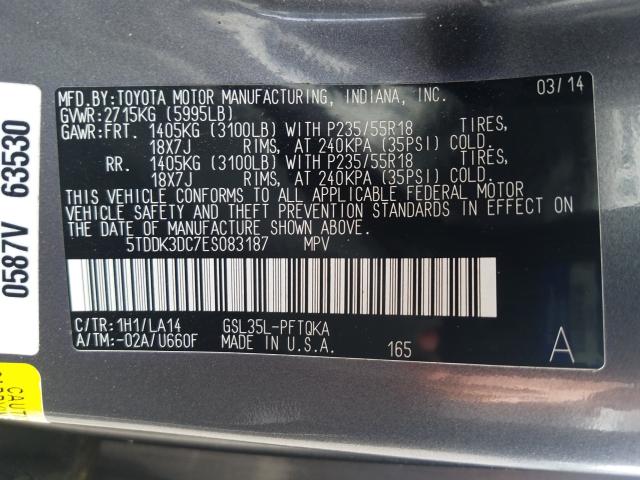 MFD.BY:TOYOTA MOTOR MANUFACTURING, INDIANA, INC. 03/14
GVWR:2715KG (5995LB)
GAWR:FRT. 1405KG (3100LB) WITH P235/55R18 TIRES,
18X7J RIMS, AT 240KPA (35PSI) COLD.
RR. 1405KG (3100LB) WITH P235/55R18 TIRES,
18X7J RIMS, AT 240KPA (35PSI) COLD.
THIS VEHICLE CONFORMS TO ALL APPLICABLE FEDERAL MOTOR
VEHICLE SAFETY AND THEFT PREVENTION STANDARDS IN EFFECT ON
THE DATE OF MANUFACTURE SHOWN ABOVE.
5TDDK3DC7ES083187 MPV
C/TR:1H1/LA14 GSL35L-PFTQKA
A/TM:-02A/U660F MADE IN U.S.A. 165 A
0587V 63530
CAUT